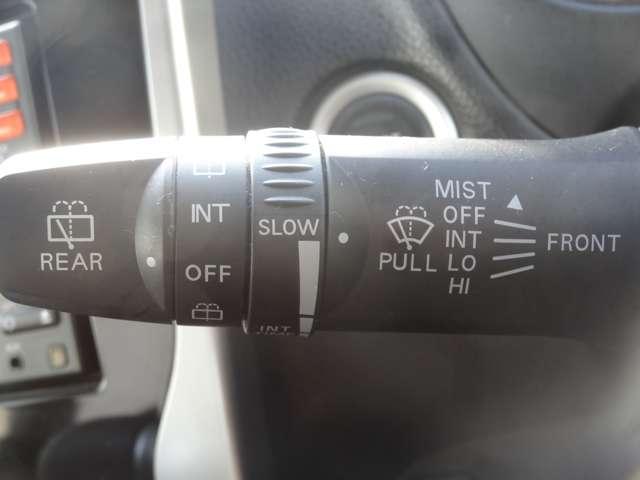 REAR
INT
OFF
SLOW
INT
PULL
MIST
OFF
INT
LO
HI
FRONT